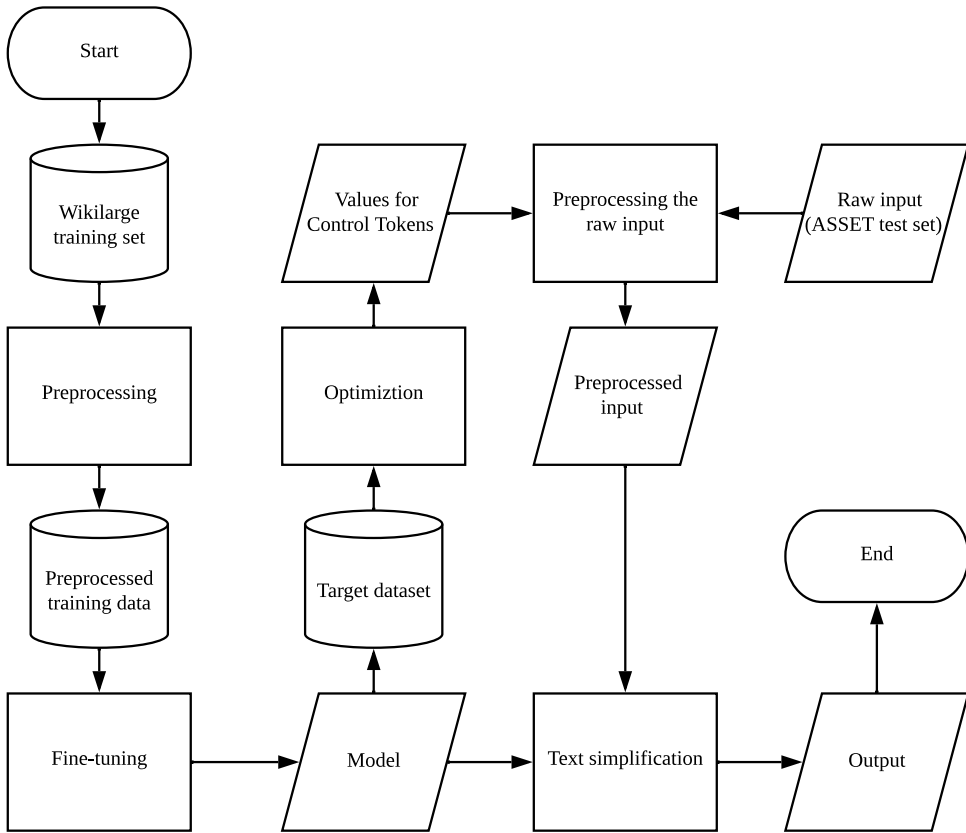 Start
Wikilarge
training set
Preprocessing
Preprocessed
training data
Fine-tuning
Model
Target dataset
Optimiztion
Values for
Control Tokens
Preprocessing the
raw input
Raw input
(ASSET test set)
Preprocessed
input
Text simplification
Output
End